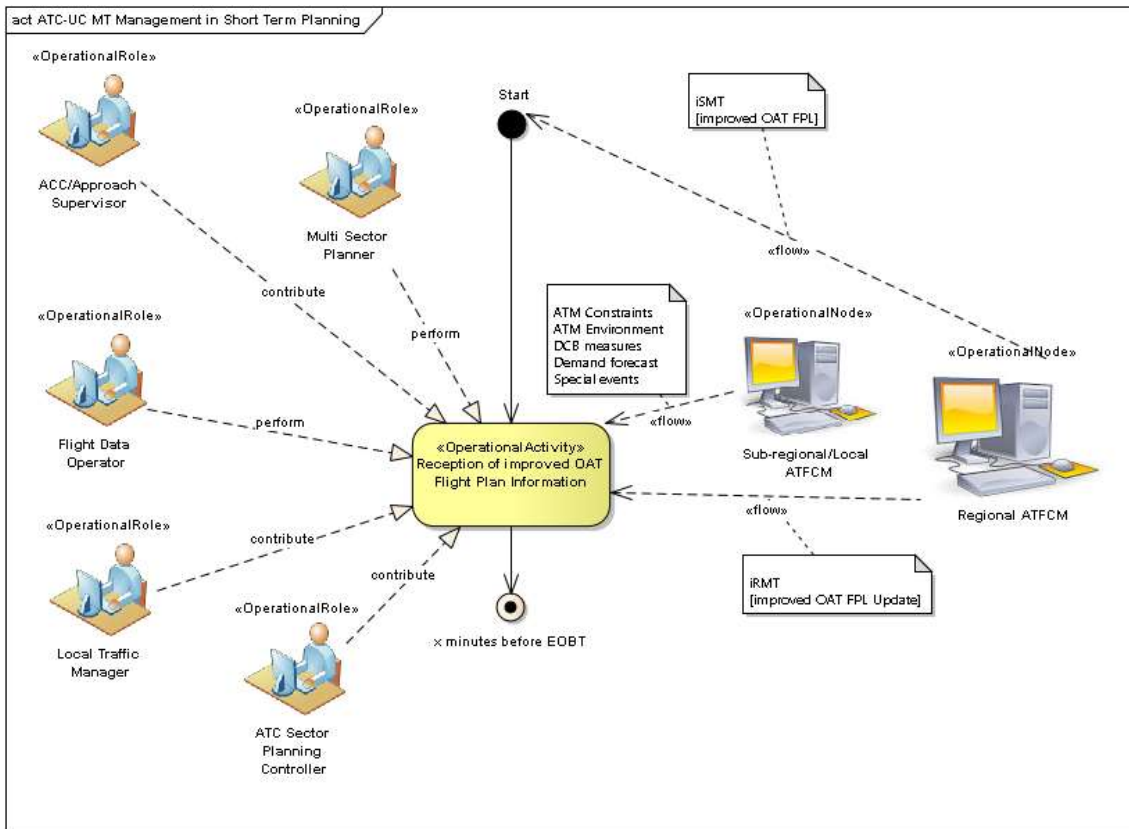 act ATC-UC MT Management in Short Term Planning
«OperationalRole»
ACC/Approach
Supervisor
«OperationalRole»
Multi Sector
Planner
Start
iSMT
[improved OAT FPL]
«flow»
contribute
perform
ATM Constraints
ATM Environment
DCB measures
Demand forecast
Special events
«flow»
«OperationalNode»
Sub-regional/Local
ATFCM
«OperationalNode»
Regional ATFCM
«OperationalRole»
Flight Data
Operator
perform
«OperationalActivity»
Reception of improved OAT
Flight Plan Information
«flow»
iRMT
[improved OAT FPL Update]
«OperationalRole»
Local Traffic
Manager
contribute
contribute
«OperationalRole»
ATC Sector
Planning
Controller
x minutes before EOBT